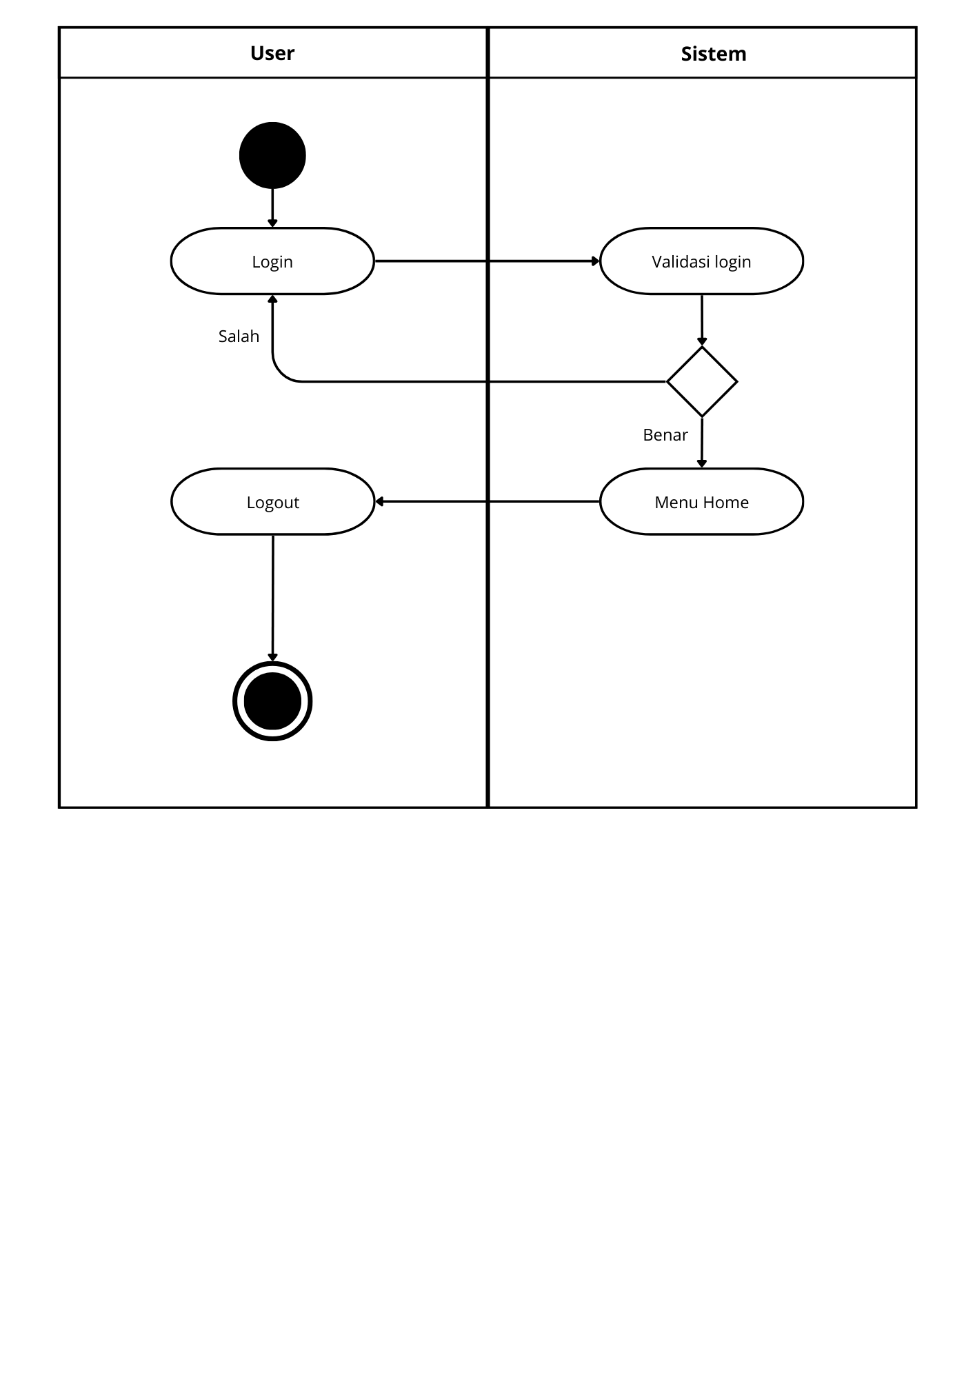 User
Sistem
Login
Validasi login
Salah
Benar
Logout
Menu Home